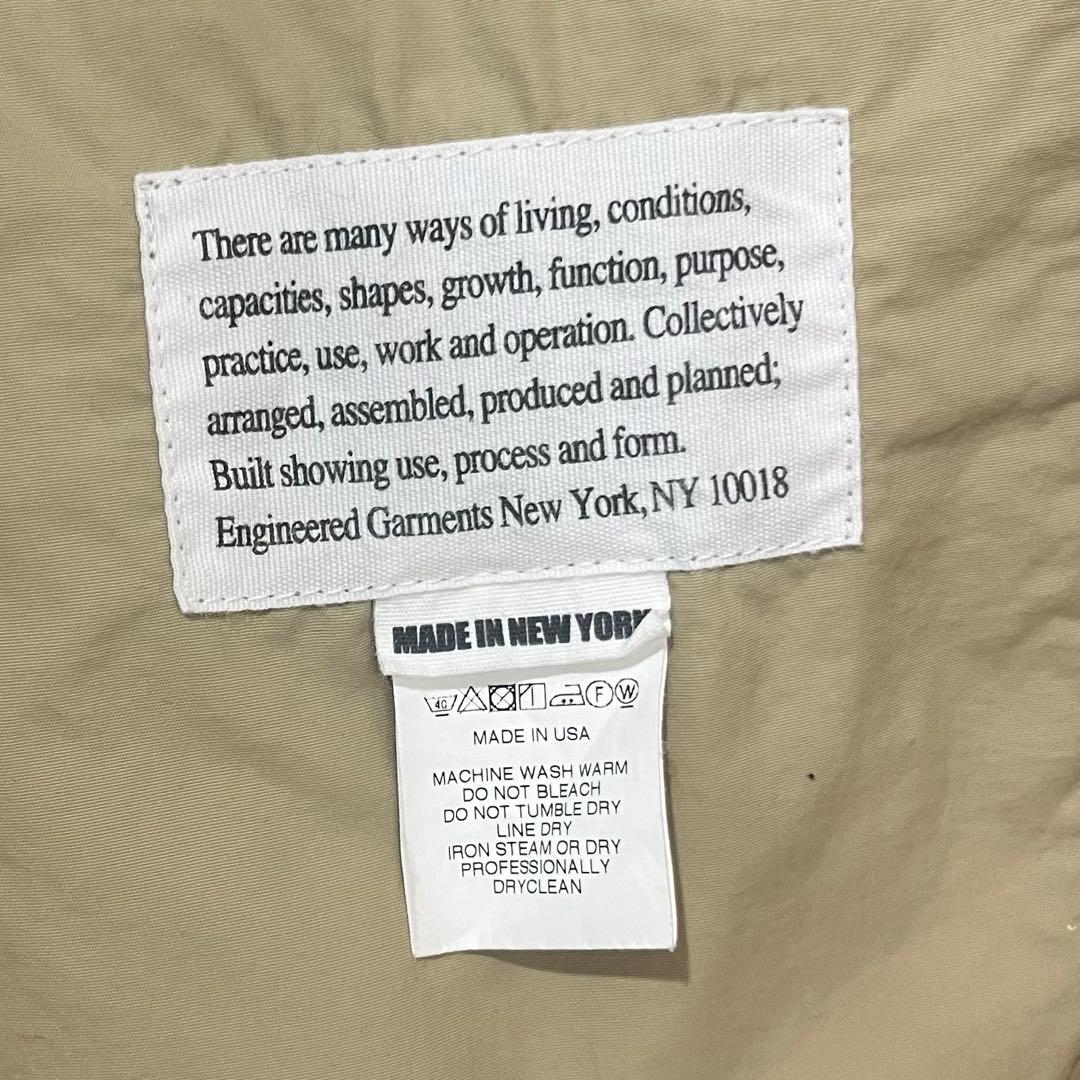 There are many ways of living, conditions,
capacities, shapes, growth, function, purpose,
practice, use, work and operation. Collectively
arranged, assembled, produced and planned;
Built showing use, process and form.
Engineered Garments New York, NY 10018
MADE IN NEW YORK
40 F W
MADE IN USA
MACHINE WASH WARM
DO NOT BLEACH
DO NOT TUMBLE DRY
LINE DRY
IRON STEAM OR DRY
PROFESSIONALLY
DRYCLEAN